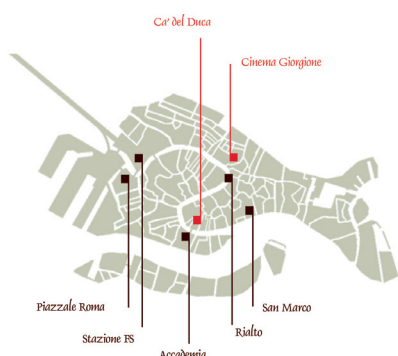 Ca' del Duca
Cinema Giorgione
Piazzale Roma
San Marco
Stazione FS
Rialto
Accademia